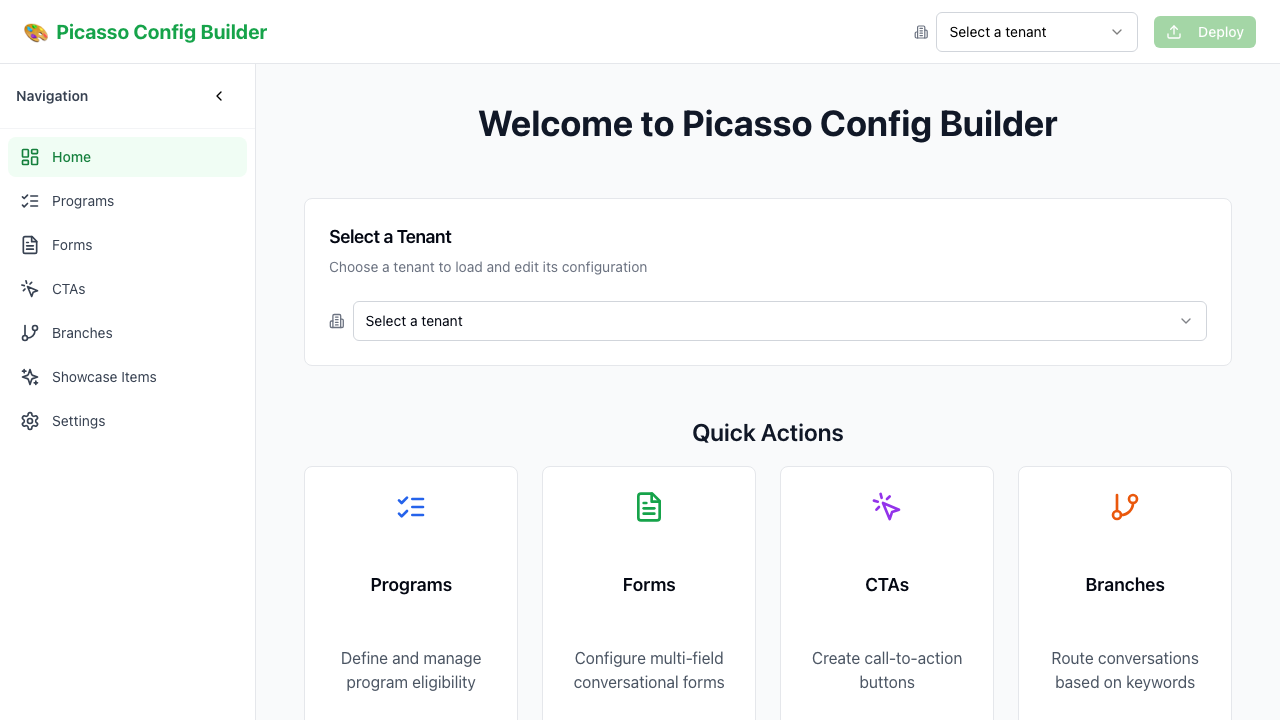 🎨 Picasso Config Builder
Select a tenant
Deploy
Navigation
Home
Programs
Forms
CTAs
Branches
Showcase Items
Settings
Welcome to Picasso Config Builder
Select a Tenant
Choose a tenant to load and edit its configuration
Select a tenant
Quick Actions
Programs
Define and manage
program eligibility
Forms
Configure multi-field
conversational forms
CTAs
Create call-to-action
buttons
Branches
Route conversations
based on keywords